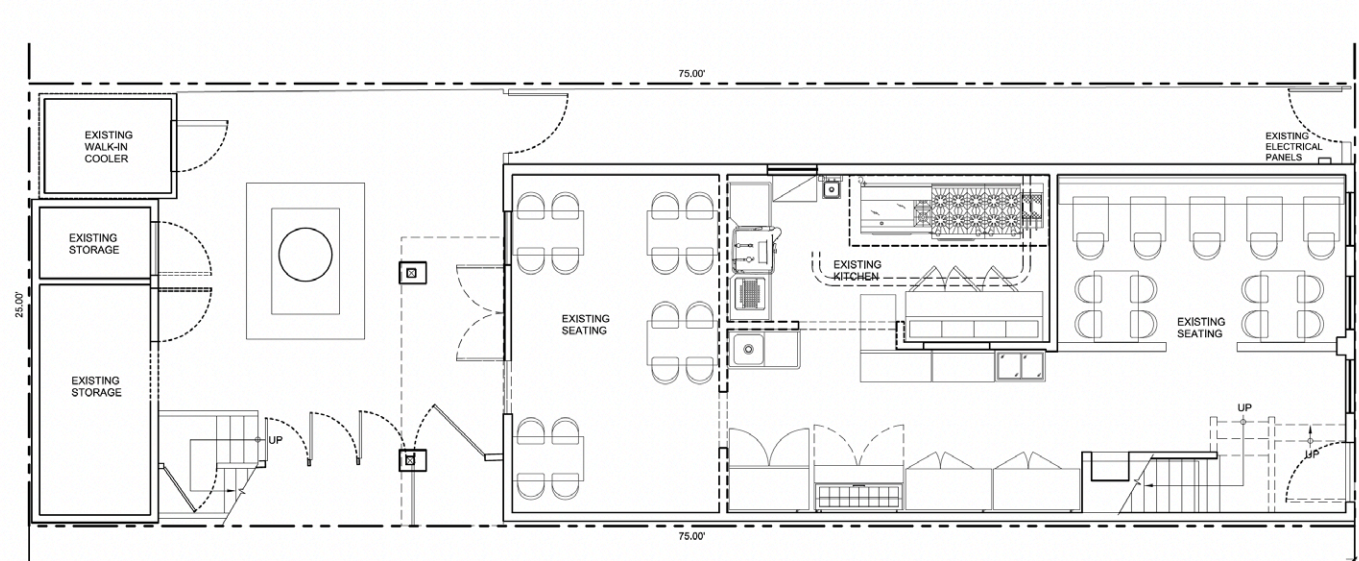 75.00'
EXISTING
WALK-IN
COOLER
EXISTING
ELECTRICAL
PANELS
EXISTING
STORAGE
EXISTING
KITCHEN
25.00'
EXISTING
SEATING
EXISTING
SEATING
EXISTING
STORAGE
UP
UP
UP
75.00'